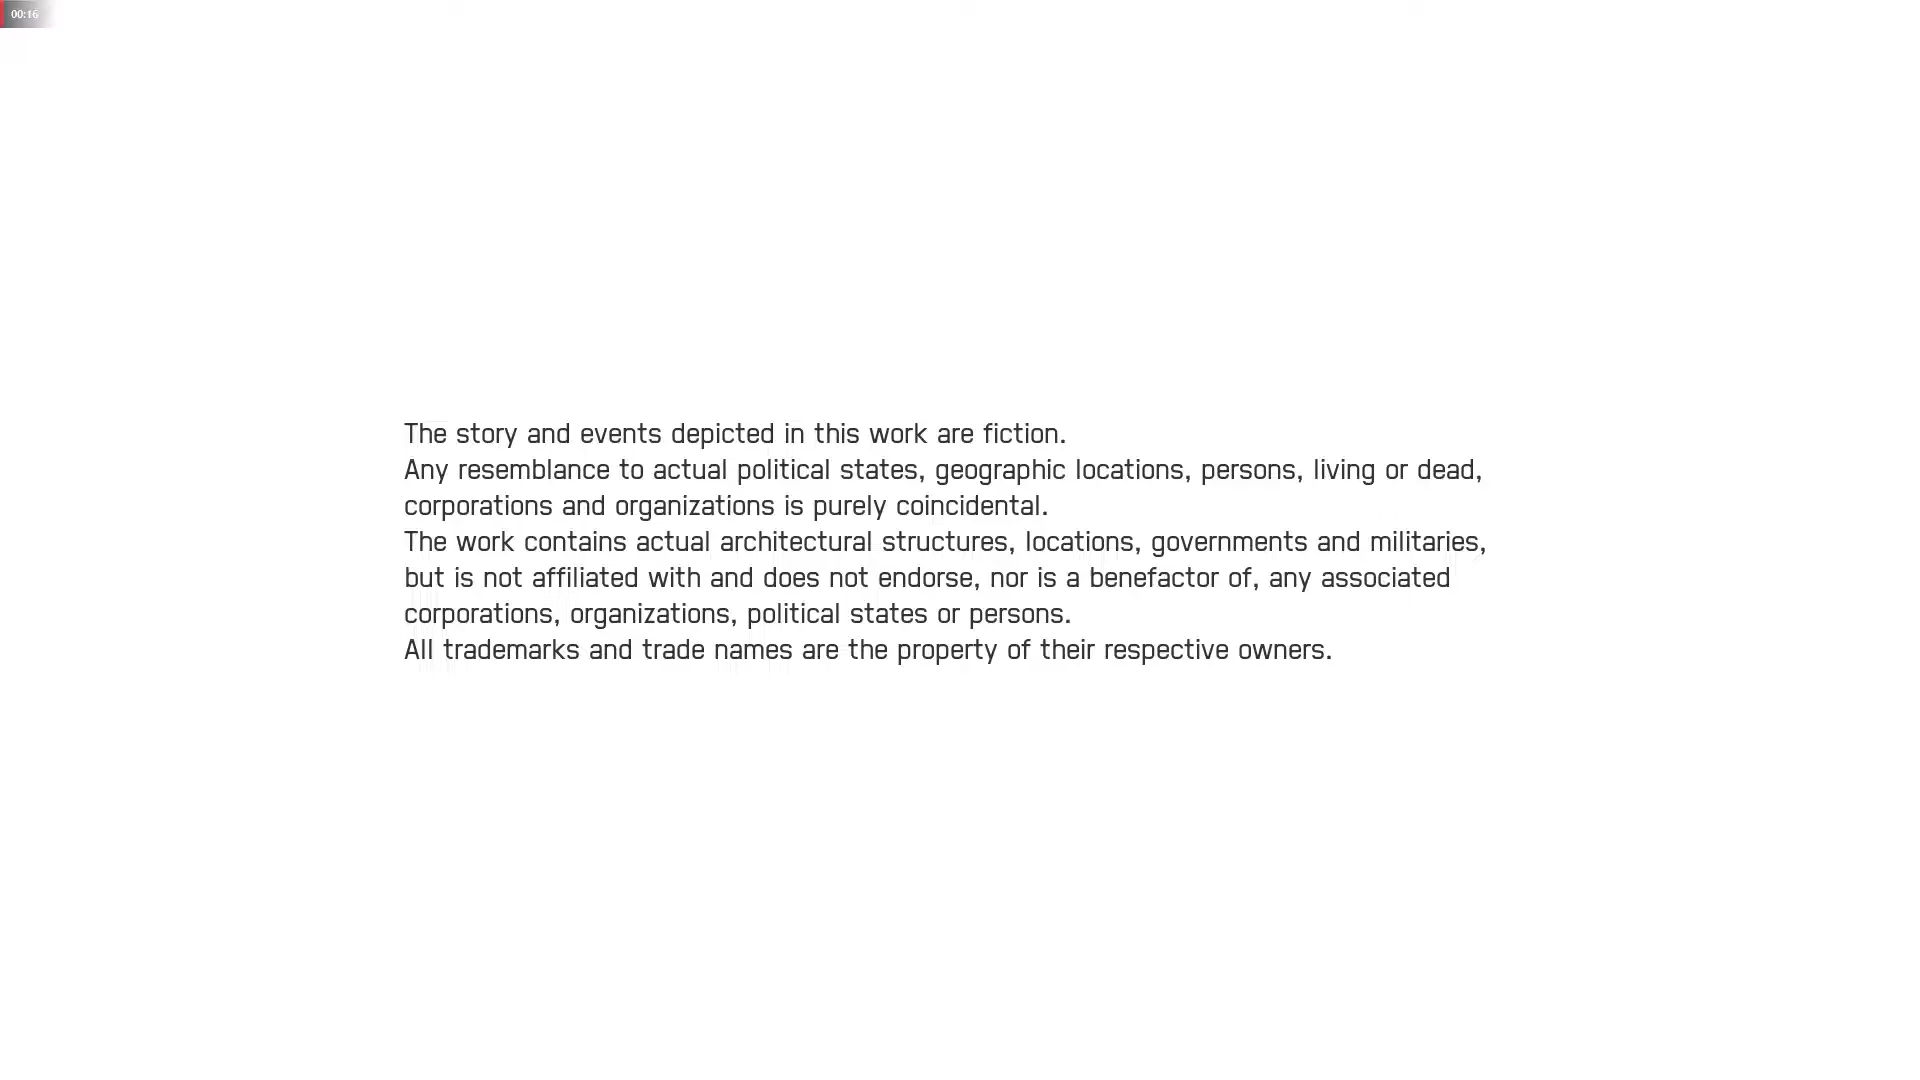 00:16
The story and events depicted in this work are fiction.
Any resemblance to actual political states, geographic locations, persons, living or dead,
corporations and organizations is purely coincidental.
The work contains actual architectural structures, locations, governments and militaries,
but is not affiliated with and does not endorse, nor is a benefactor of, any associated
corporations, organizations, political states or persons.
All trademarks and trade names are the property of their respective owners.